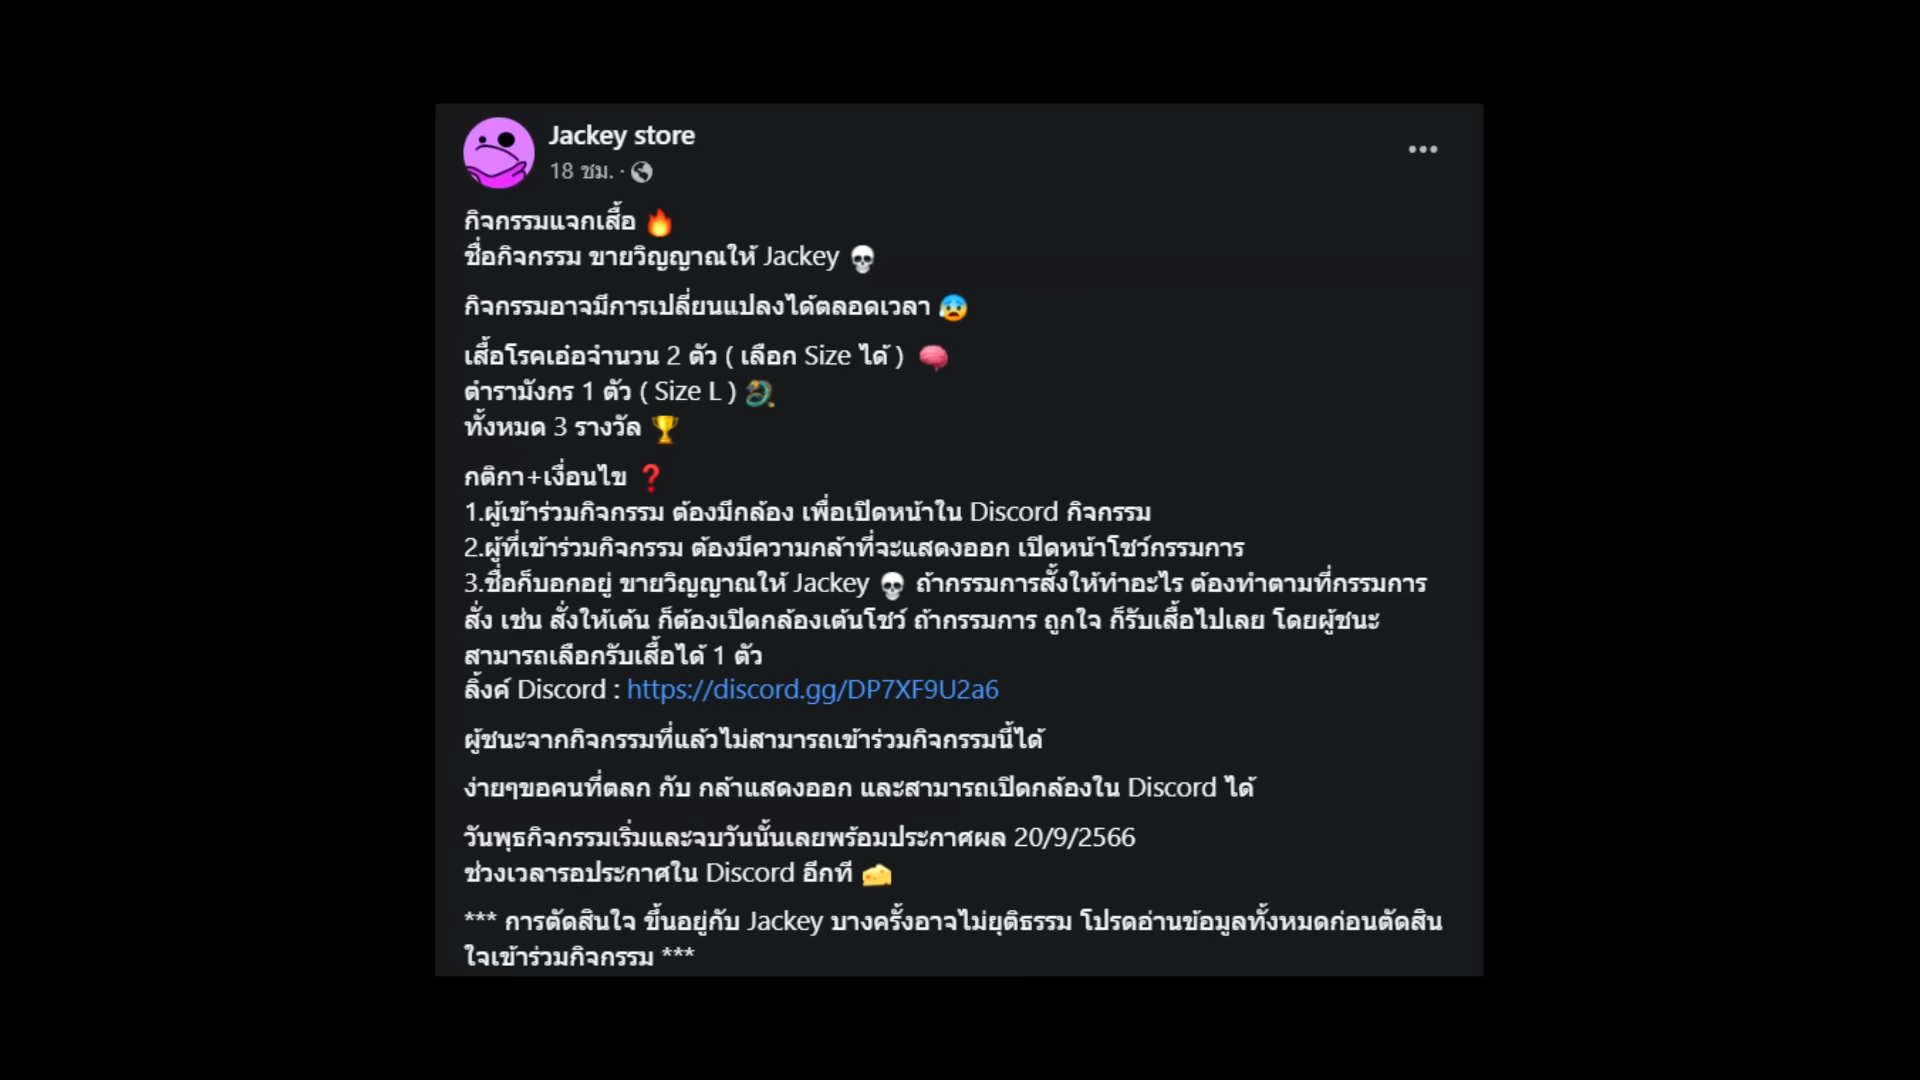 Jackey store
18 ชม. ·
กิจกรรมแจกเสื้อ 🔥
ชื่อกิจกรรม ขายวิญญาณให้ Jackey 💀
กิจกรรมอาจมีการเปลี่ยนแปลงได้ตลอดเวลา 😰
เสื้อโรคเอ๋อจำนวน 2 ตัว ( เลือก Size ได้ ) 🧠
ตำรามังกร 1 ตัว ( Size L ) 🐉
ทั้งหมด 3 รางวัล 🏆
กติกา+เงื่อนไข ❓
1.ผู้เข้าร่วมกิจกรรม ต้องมีกล้อง เพื่อเปิดหน้าใน Discord กิจกรรม
2.ผู้ที่เข้าร่วมกิจกรรม ต้องมีความกล้าที่จะแสดงออก เปิดหน้าโชว์กรรมการ
3.ชื่อก็บอกอยู่ ขายวิญญาณให้ Jackey 💀 ถ้ากรรมการสั้งให้ทำอะไร ต้องทำตามที่กรรมการ
สั่ง เช่น สั่งให้เต้น ก็ต้องเปิดกล้องเต้นโชว์ ถ้ากรรมการ ถูกใจ ก็รับเสื้อไปเลย โดยผู้ชนะ
สามารถเลือกรับเสื้อได้ 1 ตัว
ลิ้งค์ Discord : https://discord.gg/DP7XF9U2a6
ผู้ชนะจากกิจกรรมที่แล้วไม่สามารถเข้าร่วมกิจกรรมนี้ได้
ง่ายๆขอคนที่ตลก กับ กล้าแสดงออก และสามารถเปิดกล้องใน Discord ได้
วันพุธกิจกรรมเริ่มและจบวันนั้นเลยพร้อมประกาศผล 20/9/2566
ช่วงเวลารอประกาศใน Discord อีกที 🧀
*** การตัดสินใจ ขึ้นอยู่กับ Jackey บางครั้งอาจไม่ยุติธรรม โปรดอ่านข้อมูลทั้งหมดก่อนตัดสิน
ใจเข้าร่วมกิจกรรม ***